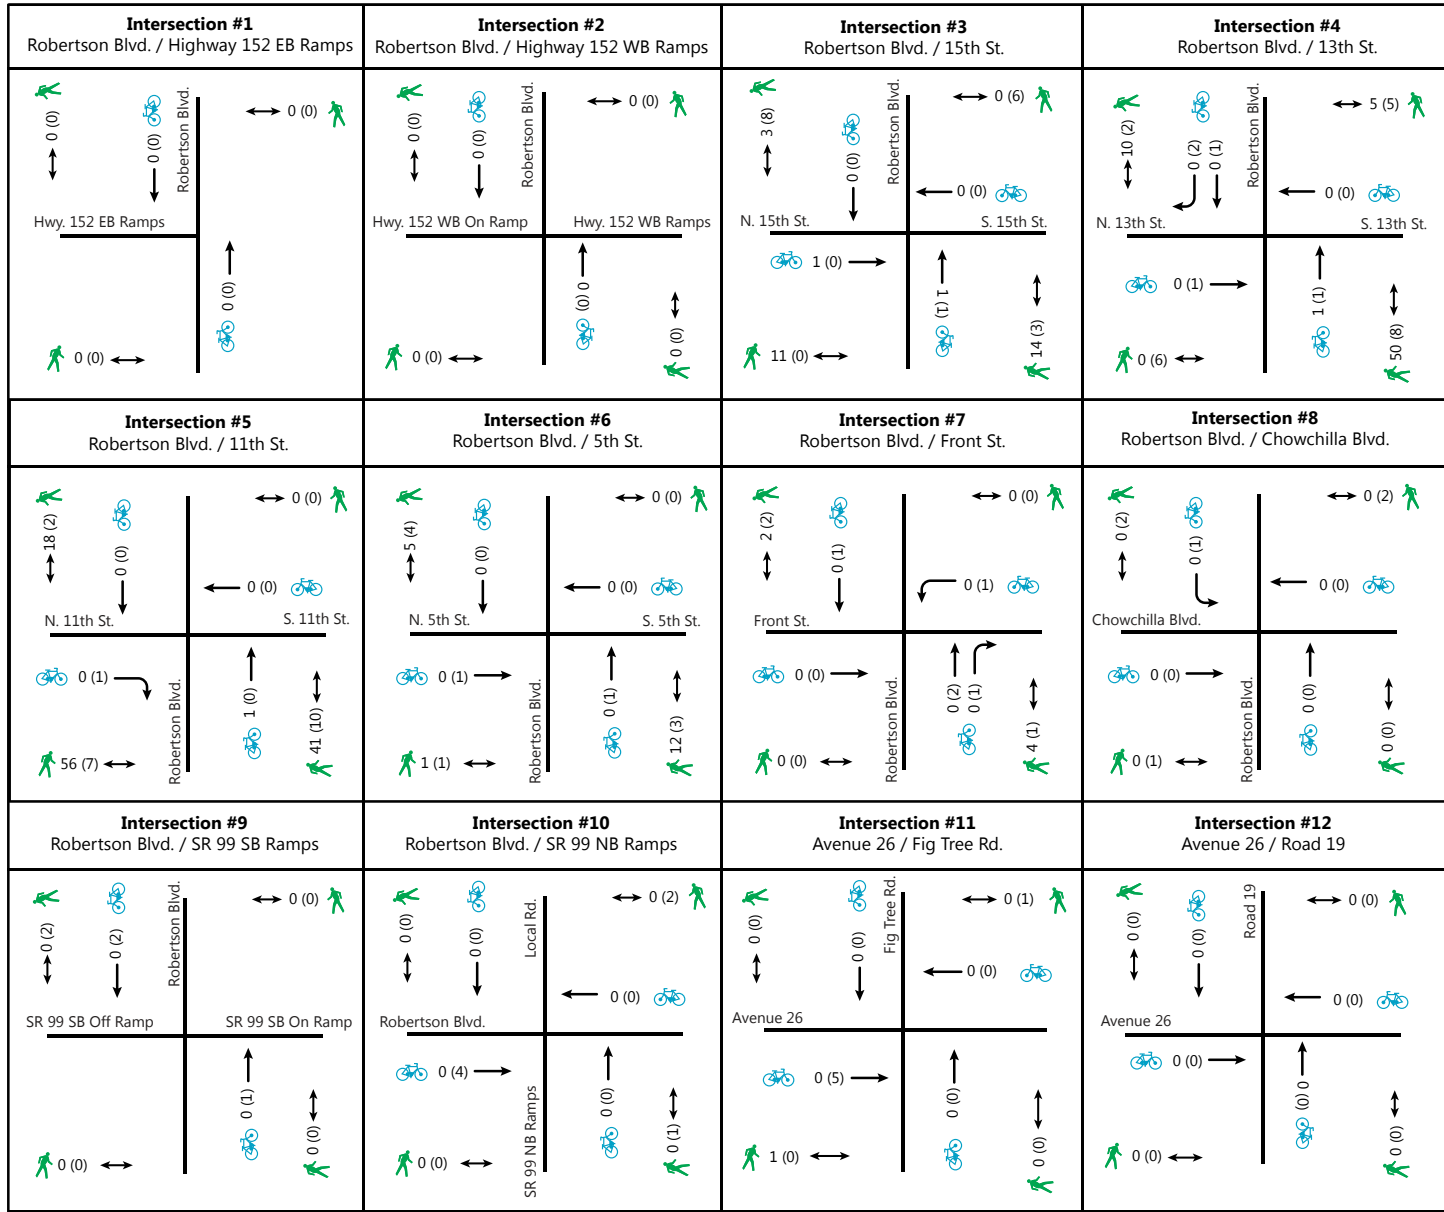 Intersection #1
Robertson Blvd. / Highway 152 EB Ramps
0 (0)
0 (0)
Robertson Blvd.
0 (0)
Hwy. 152 EB Ramps
0 (0)
0 (0)
Intersection #2
Robertson Blvd. / Highway 152 WB Ramps
0 (0)
0 (0)
Robertson Blvd.
0 (0)
Hwy. 152 WB On Ramp
Hwy. 152 WB Ramps
0 (0)
0 (0)
0 (0)
Intersection #3
Robertson Blvd. / 15th St.
3 (8)
0 (0)
Robertson Blvd.
0 (6)
0 (0)
N. 15th St.
S. 15th St.
1 (0)
1 (1)
11 (0)
14 (3)
Intersection #4
Robertson Blvd. / 13th St.
10 (2)
0 (2)
0 (1)
Robertson Blvd.
5 (5)
0 (0)
N. 13th St.
S. 13th St.
0 (1)
1 (1)
0 (6)
50 (8)
Intersection #5
Robertson Blvd. / 11th St.
18 (2)
0 (0)
0 (0)
0 (0)
N. 11th St.
S. 11th St.
0 (1)
Robertson Blvd.
1 (0)
56 (7)
41 (10)
Intersection #6
Robertson Blvd. / 5th St.
5 (4)
0 (0)
0 (0)
0 (0)
N. 5th St.
S. 5th St.
0 (1)
Robertson Blvd.
0 (1)
1 (1)
12 (3)
Intersection #7
Robertson Blvd. / Front St.
2 (2)
0 (1)
0 (0)
0 (1)
Front St.
0 (0)
Robertson Blvd.
0 (2)
0 (1)
0 (0)
4 (1)
Intersection #8
Robertson Blvd. / Chowchilla Blvd.
0 (2)
0 (1)
0 (2)
0 (0)
Chowchilla Blvd.
0 (0)
Robertson Blvd.
0 (0)
0 (1)
0 (0)
Intersection #9
Robertson Blvd. / SR 99 SB Ramps
0 (2)
0 (2)
Robertson Blvd.
0 (0)
SR 99 SB Off Ramp
SR 99 SB On Ramp
0 (1)
0 (0)
0 (0)
Intersection #10
Robertson Blvd. / SR 99 NB Ramps
0 (0)
0 (0)
Local Rd.
0 (2)
0 (0)
Robertson Blvd.
0 (4)
SR 99 NB Ramps
0 (0)
0 (0)
0 (1)
Intersection #11
Avenue 26 / Fig Tree Rd.
0 (0)
0 (0)
Fig Tree Rd.
0 (1)
0 (0)
Avenue 26
0 (5)
0 (0)
1 (0)
0 (0)
Intersection #12
Avenue 26 / Road 19
0 (0)
0 (0)
Road 19
0 (0)
0 (0)
Avenue 26
0 (0)
0 (0)
0 (0)
0 (0)